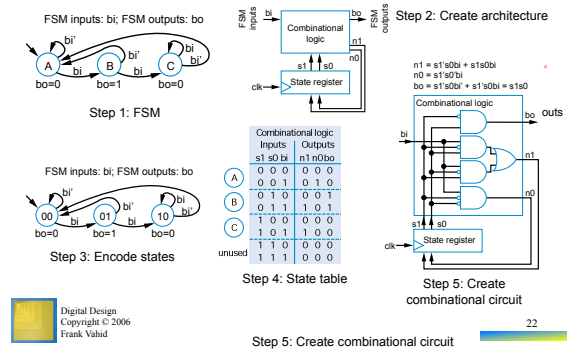 FSM inputs: bi; FSM outputs: bo
bi'
bi'
bi
A
bi
B
bi
C
bi'
bo=0
bo=1
bo=0
Step 1: FSM
FSM inputs
bi
Combinational logic
bo
FSM outputs
n1
n0
s1 s0
clk
State register
Step 2: Create architecture
n1 = s1's0bi + s1s0bi
n0 = s1's0'bi
bo = s1's0bi' + s1's0bi = s1s0
Combinational logic
bo
outs
bi
n1
n0
s1
s0
clk
State register
Step 5: Create
combinational circuit
FSM inputs: bi; FSM outputs: bo
bi'
bi'
bi
00
bi
01
bi
10
bi'
bo=0
bo=1
bo=0
Step 3: Encode states
Combinational logic
Inputs Outputs
s1 s0 bi n1 n0 bo
A
0 0 0 0 0 0
0 0 1 0 1 0
B
0 1 0 0 0 1
0 1 1 1 0 1
C
1 0 0 0 0 0
1 0 1 1 0 0
unused
1 1 0 0 0 0
1 1 1 0 0 0
Step 4: State table
Digital Design
Copyright © 2006
Frank Vahid
Step 5: Create combinational circuit
22